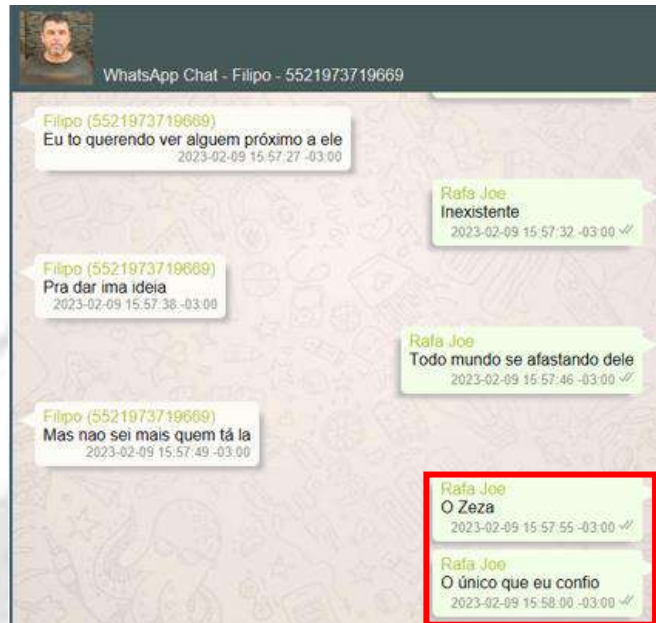 WhatsApp Chat - Filipo - 5521973719669
Filipo (5521973719669)
Eu to querendo ver alguem próximo a ele
2023-02-09 15:57:27 -03:00
Rafa Joe
Inexistente
2023-02-09 15:57:32 -03:00
Filipo (5521973719669)
Pra dar ima ideia
2023-02-09 15:57:38 -03:00
Rafa Joe
Todo mundo se afastando dele
2023-02-09 15:57:46 -03:00
Filipo (5521973719669)
Mas nao sei mais quem tá la
2023-02-09 15:57:49 -03:00
Rafa Joe
O Zeza
2023-02-09 15:57:55 -03:00
Rafa Joe
O único que eu confio
2023-02-09 15:58:00 -03:00